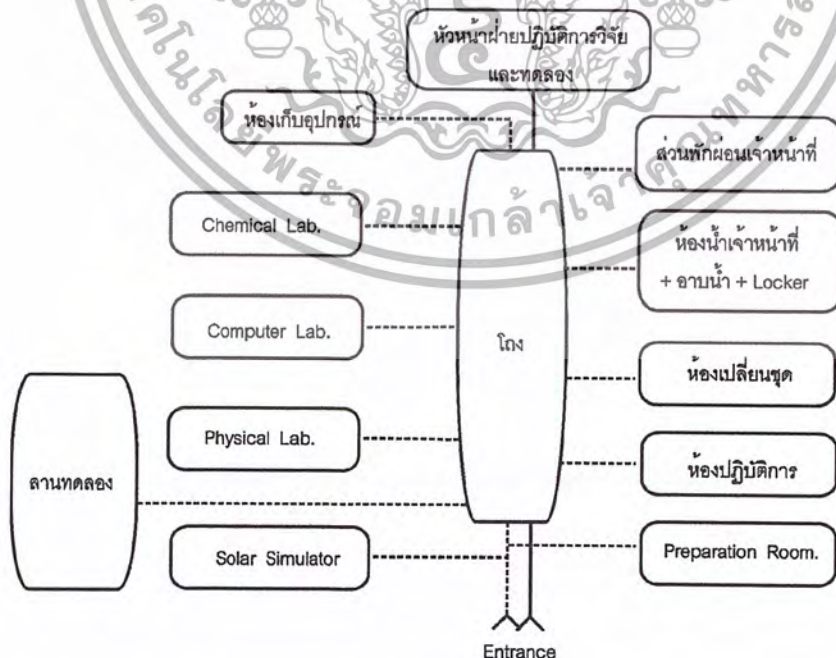 หัวหน้าฝ่ายปฏิบัติการวิจัย
และทดลอง
ห้องเก็บอุปกรณ์
ส่วนพักผ่อนเจ้าหน้าที่
Chemical Lab.
ห้องน้ำเจ้าหน้าที่
+ อาบน้ำ + Locker
Computer Lab.
โถง
ห้องเปลี่ยนชุด
Physical Lab.
ห้องปฏิบัติการ
ลานทดลอง
Solar Simulator
Preparation Room.
Entrance